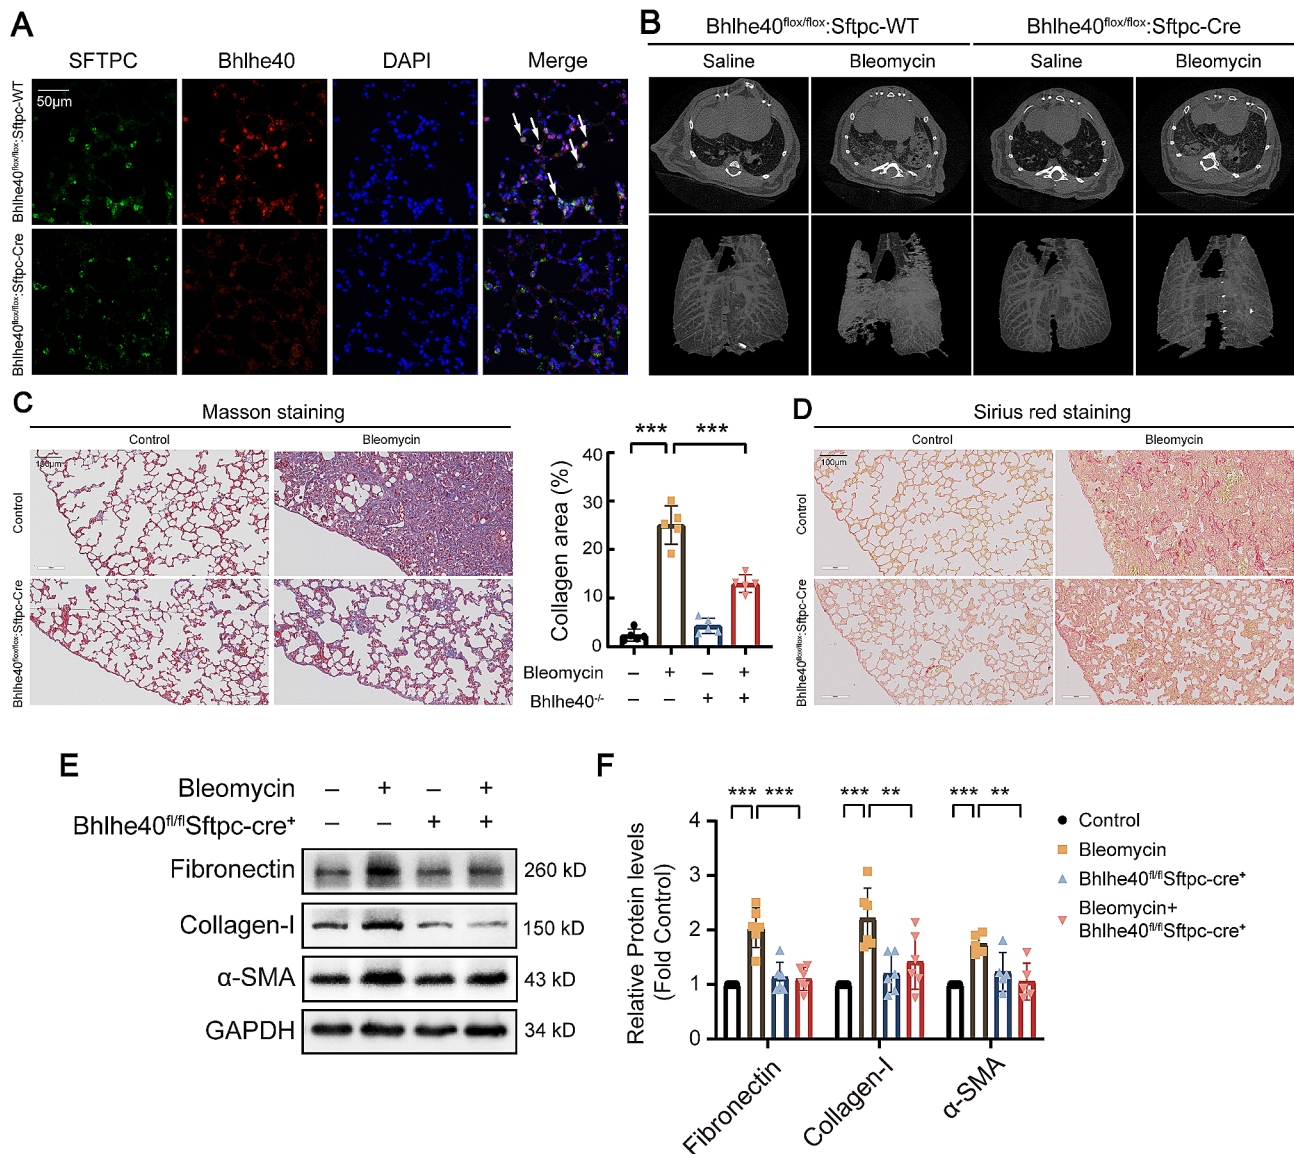 A
SFTPC
Bhlhe40
DAPI
Merge
50μm
Bhlhe40flox/flox:Sftpc-WT
Bhlhe40flox/flox:Sftpc-Cre
B
Bhlhe40flox/flox:Sftpc-WT
Bhlhe40flox/flox:Sftpc-Cre
Saline
Bleomycin
Saline
Bleomycin
C
Masson staining
Control
Bleomycin
Control
Bhlhe40flox/flox:Sftpc-Cre
Collagen area (%)
40
30
20
10
0
*** ***
Bleomycin – + – +
Bhlhe40-/- – – + +
D
Sirius red staining
Control
Bleomycin
100μm
Control
Bhlhe40flox/flox:Sftpc-Cre
E
Bleomycin – + – +
Bhlhe40fl/flSftpc-cre+ – – + +
Fibronectin 260 kD
Collagen-I 150 kD
α-SMA 43 kD
GAPDH 34 kD
F
Relative Protein levels
(Fold Control)
4
3
2
1
0
*** *** *** ** *** **
Fibronectin
Collagen-I
α-SMA
Control
Bleomycin
Bhlhe40fl/flSftpc-cre+
Bleomycin+
Bhlhe40fl/flSftpc-cre+